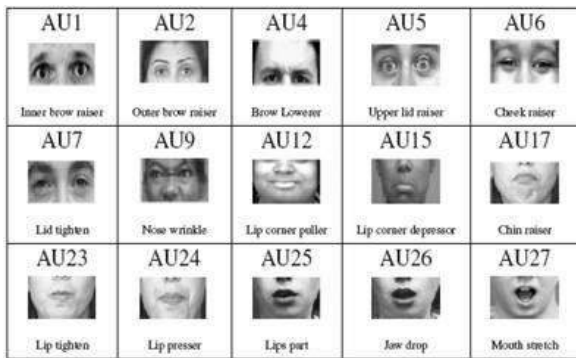 AU1 AU2 AU4 AU5 AU6
Inner brow raiser Outer brow raiser Brow Lowerer Upper lid raiser Cheek raiser
AU7 AU9 AU12 AU15 AU17
Lid tighten Nose wrinkle Lip corner puller Lip corner depressor Chin raiser
AU23 AU24 AU25 AU26 AU27
Lip tighten Lip presser Lips part Jaw drop Mouth stretch